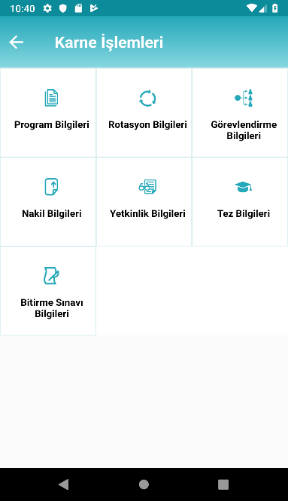 10:40
Karne İşlemleri
Program Bilgileri
Rotasyon Bilgileri
Görevlendirme
Bilgileri
Nakil Bilgileri
Yetkinlik Bilgileri
Tez Bilgileri
Bitirme Sınavı
Bilgileri